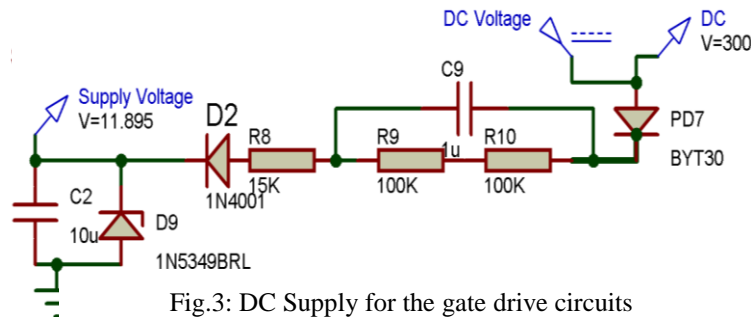 DC Voltage
DC
V=300
C9
Supply Voltage
V=11.895
D2
R8
R9
R10
PD7
1u
BYT30
15K
100K
100K
1N4001
C2
10u
D9
1N5349BRL
Fig.3: DC Supply for the gate drive circuits